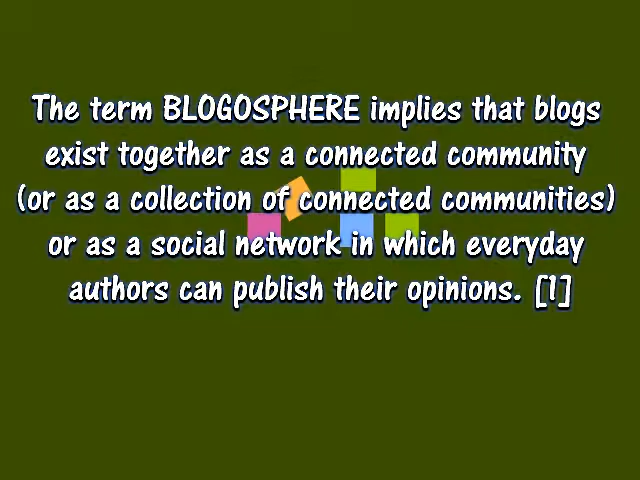 The term BLOGOSPHERE implies that blogs
exist together as a connected community
(or as a collection of connected communities)
or as a social network in which everyday
authors can publish their opinions. [1]